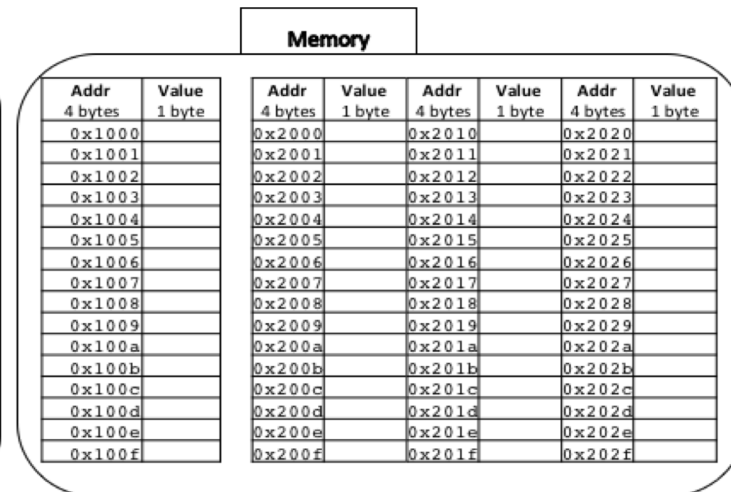 Memory
Addr Value Addr Value Addr Value Addr Value
4 bytes 1 byte 4 bytes 1 byte 4 bytes 1 byte 4 bytes 1 byte
0x1000 0x2000 0x2010 0x2020
0x1001 0x2001 0x2011 0x2021
0x1002 0x2002 0x2012 0x2022
0x1003 0x2003 0x2013 0x2023
0x1004 0x2004 0x2014 0x2024
0x1005 0x2005 0x2015 0x2025
0x1006 0x2006 0x2016 0x2026
0x1007 0x2007 0x2017 0x2027
0x1008 0x2008 0x2018 0x2028
0x1009 0x2009 0x2019 0x2029
0x100a 0x200a 0x201a 0x202a
0x100b 0x200b 0x201b 0x202b
0x100c 0x200c 0x201c 0x202c
0x100d 0x200d 0x201d 0x202d
0x100e 0x200e 0x201e 0x202e
0x100f 0x200f 0x201f 0x202f